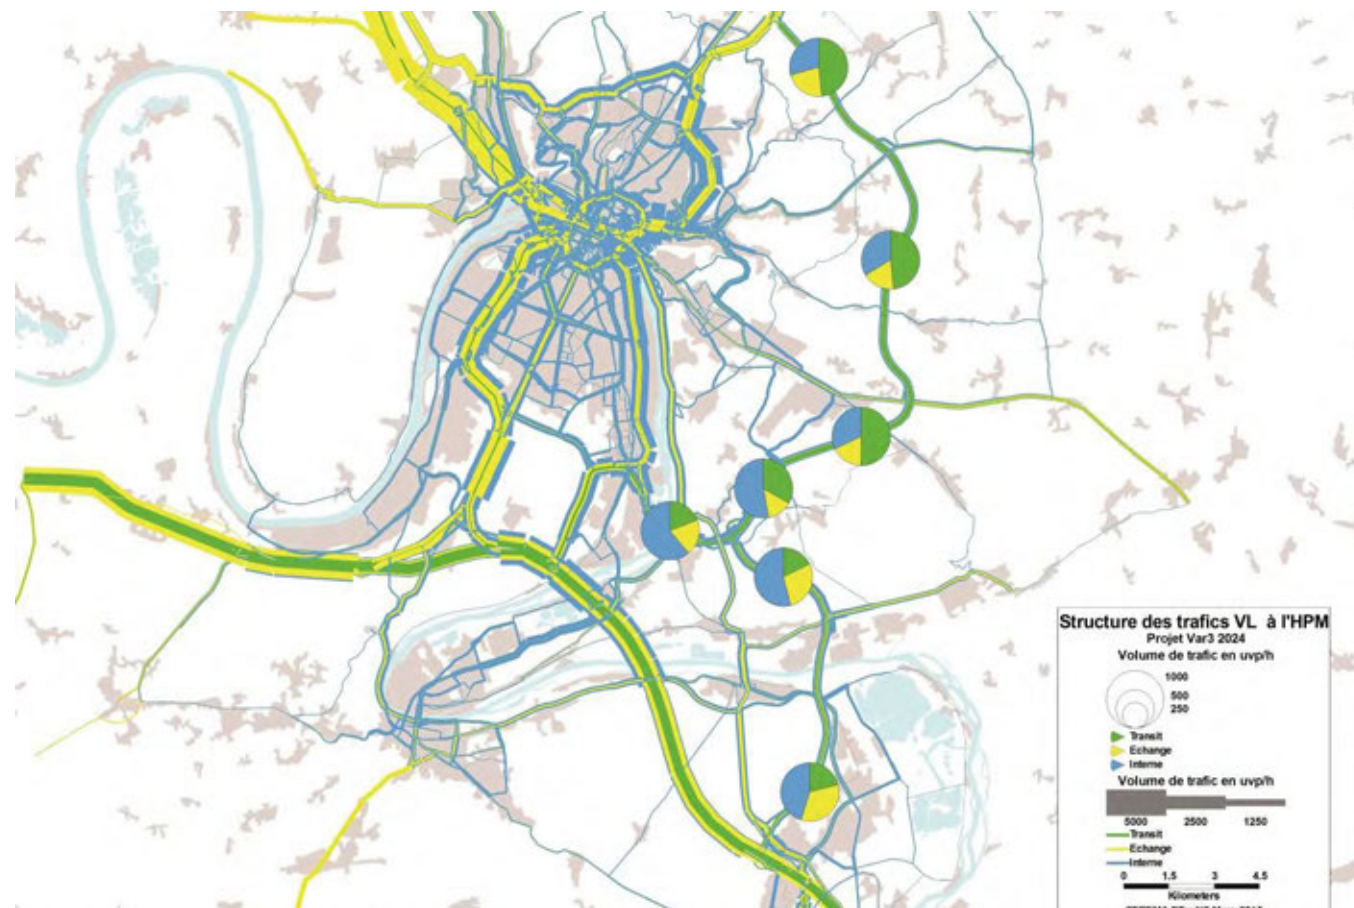 Structure des trafics VL à l'HPM
Projet Var3 2024
Volume de trafic en uvp/h
1000
500
250
Transit
Echange
Interne
Volume de trafic en uvp/h
5000 2500 1250
Transit
Echange
Interne
0 1.5 3 4.5
Kilometers